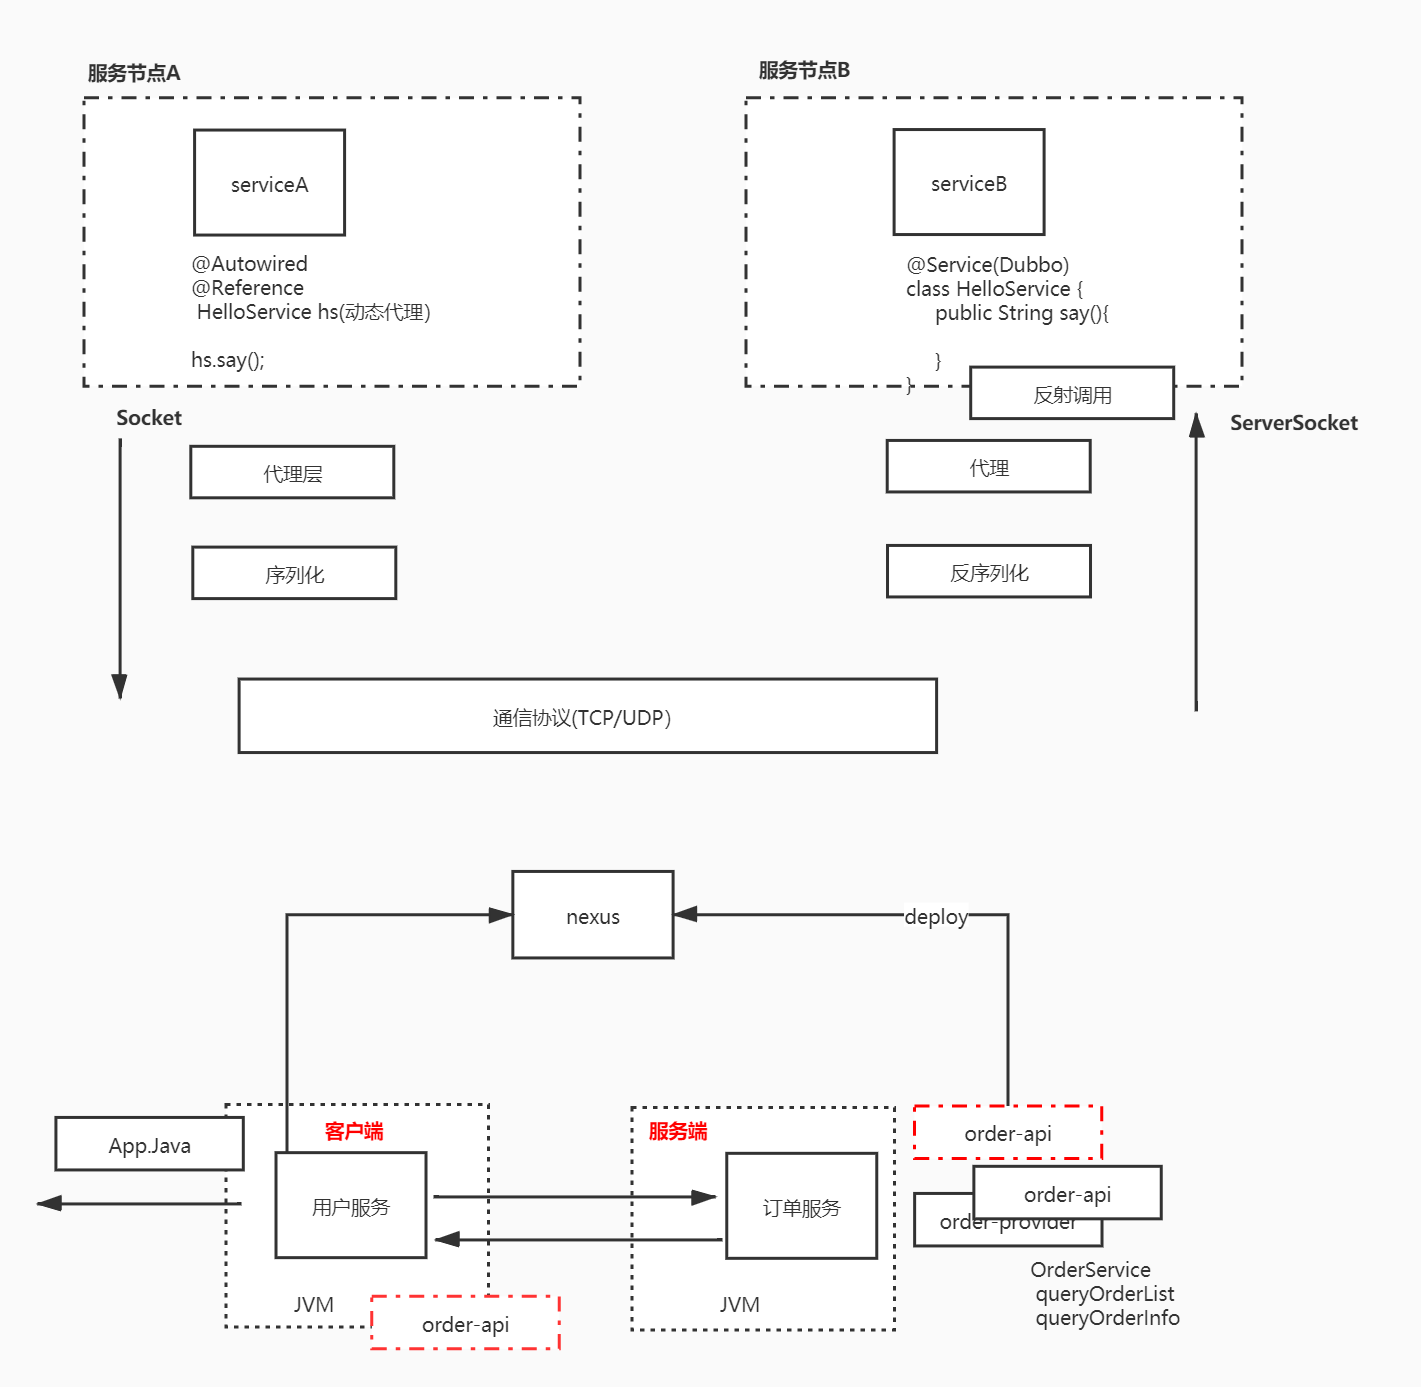 服务节点A
服务节点B
serviceA
serviceB
@Autowired
@Reference
HelloService hs(动态代理)
hs.say();
@Service(Dubbo)
class HelloService {
public String say(){
}
}
反射调用
Socket
ServerSocket
代理层
代理
序列化
反序列化
通信协议(TCP/UDP)
nexus
deploy
App.Java
客户端
服务端
order-api
用户服务
订单服务
order-api
order-provider
JVM
JVM
order-api
OrderService
queryOrderList
queryOrderInfo